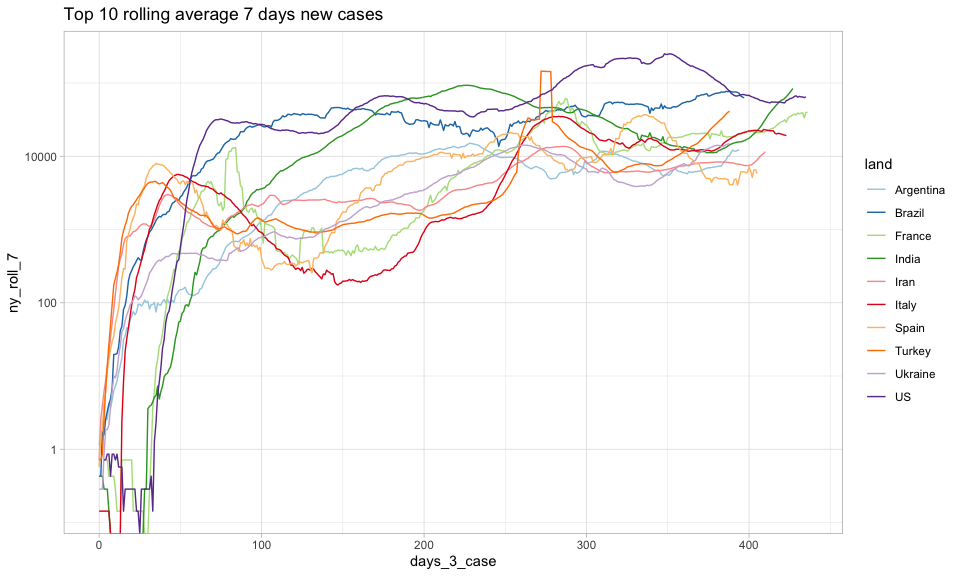 Top 10 rolling average 7 days new cases
ny_roll_7
10000
100
1
0
100
200
300
400
days_3_case
land
Argentina
Brazil
France
India
Iran
Italy
Spain
Turkey
Ukraine
US